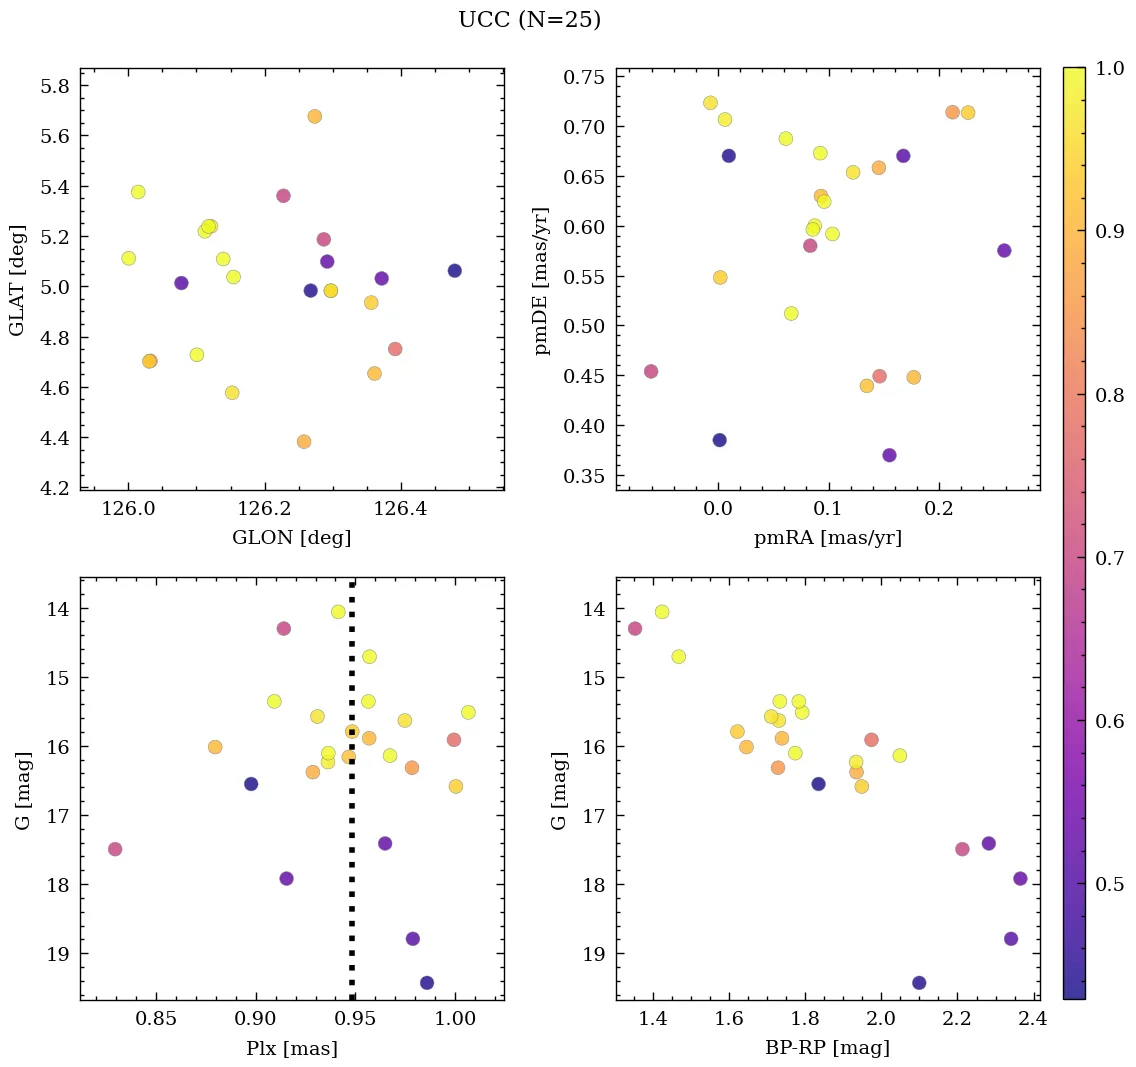 UCC (N=25)
5.8
5.6
5.4
5.2
5.0
4.8
4.6
4.4
4.2
GLAT [deg]
126.0 126.2 126.4
GLON [deg]
0.75
0.70
0.65
0.60
0.55
0.50
0.45
0.40
0.35
pmDE [mas/yr]
0.0 0.1 0.2
pmRA [mas/yr]
14
15
16
17
18
19
G [mag]
0.85 0.90 0.95 1.00
Plx [mas]
14
15
16
17
18
19
G [mag]
1.4 1.6 1.8 2.0 2.2 2.4
BP-RP [mag]
1.0
0.9
0.8
0.7
0.6
0.5